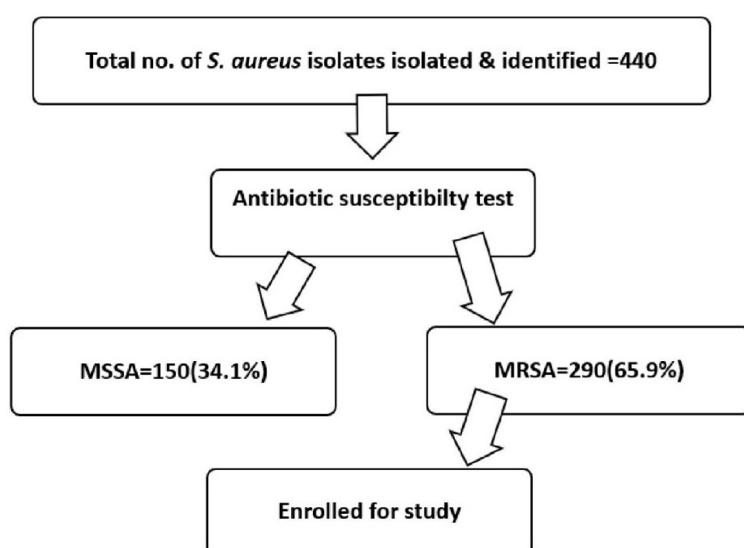 Total no. of S. aureus isolates isolated & identified =440
Antibiotic susceptibilty test
MSSA=150(34.1%)
MRSA=290(65.9%)
Enrolled for study